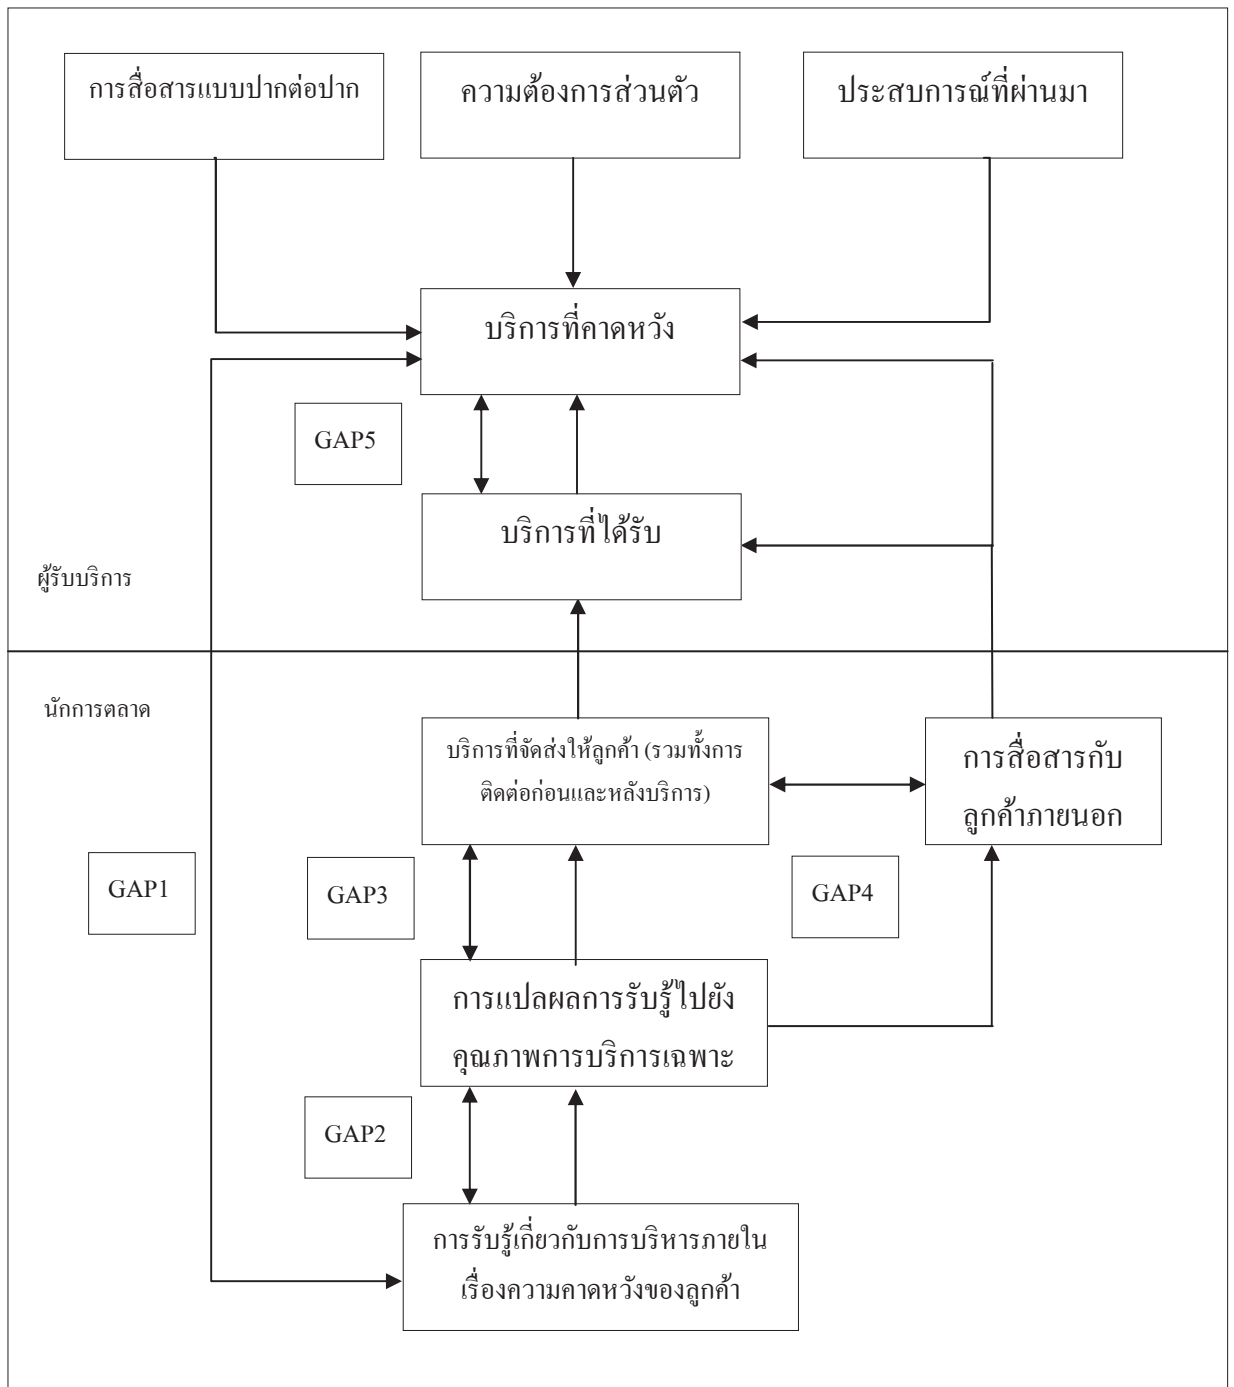 การสื่อสารแบบปากต่อปาก
ความต้องการส่วนตัว
ประสบการณ์ที่ผ่านมา
บริการที่คาดหวัง
GAP5
บริการที่ได้รับ
ผู้รับบริการ
นักการตลาด
บริการที่จัดส่งให้ลูกค้า (รวมทั้งการ
ติดต่อก่อนและหลังบริการ)
การสื่อสารกับ
ลูกค้าภายนอก
GAP1
GAP3
GAP4
การแปลผลการรับรู้ไปยัง
คุณภาพการบริการเฉพาะ
GAP2
การรับรู้เกี่ยวกับการบริหารภายใน
เรื่องความคาดหวังของลูกค้า